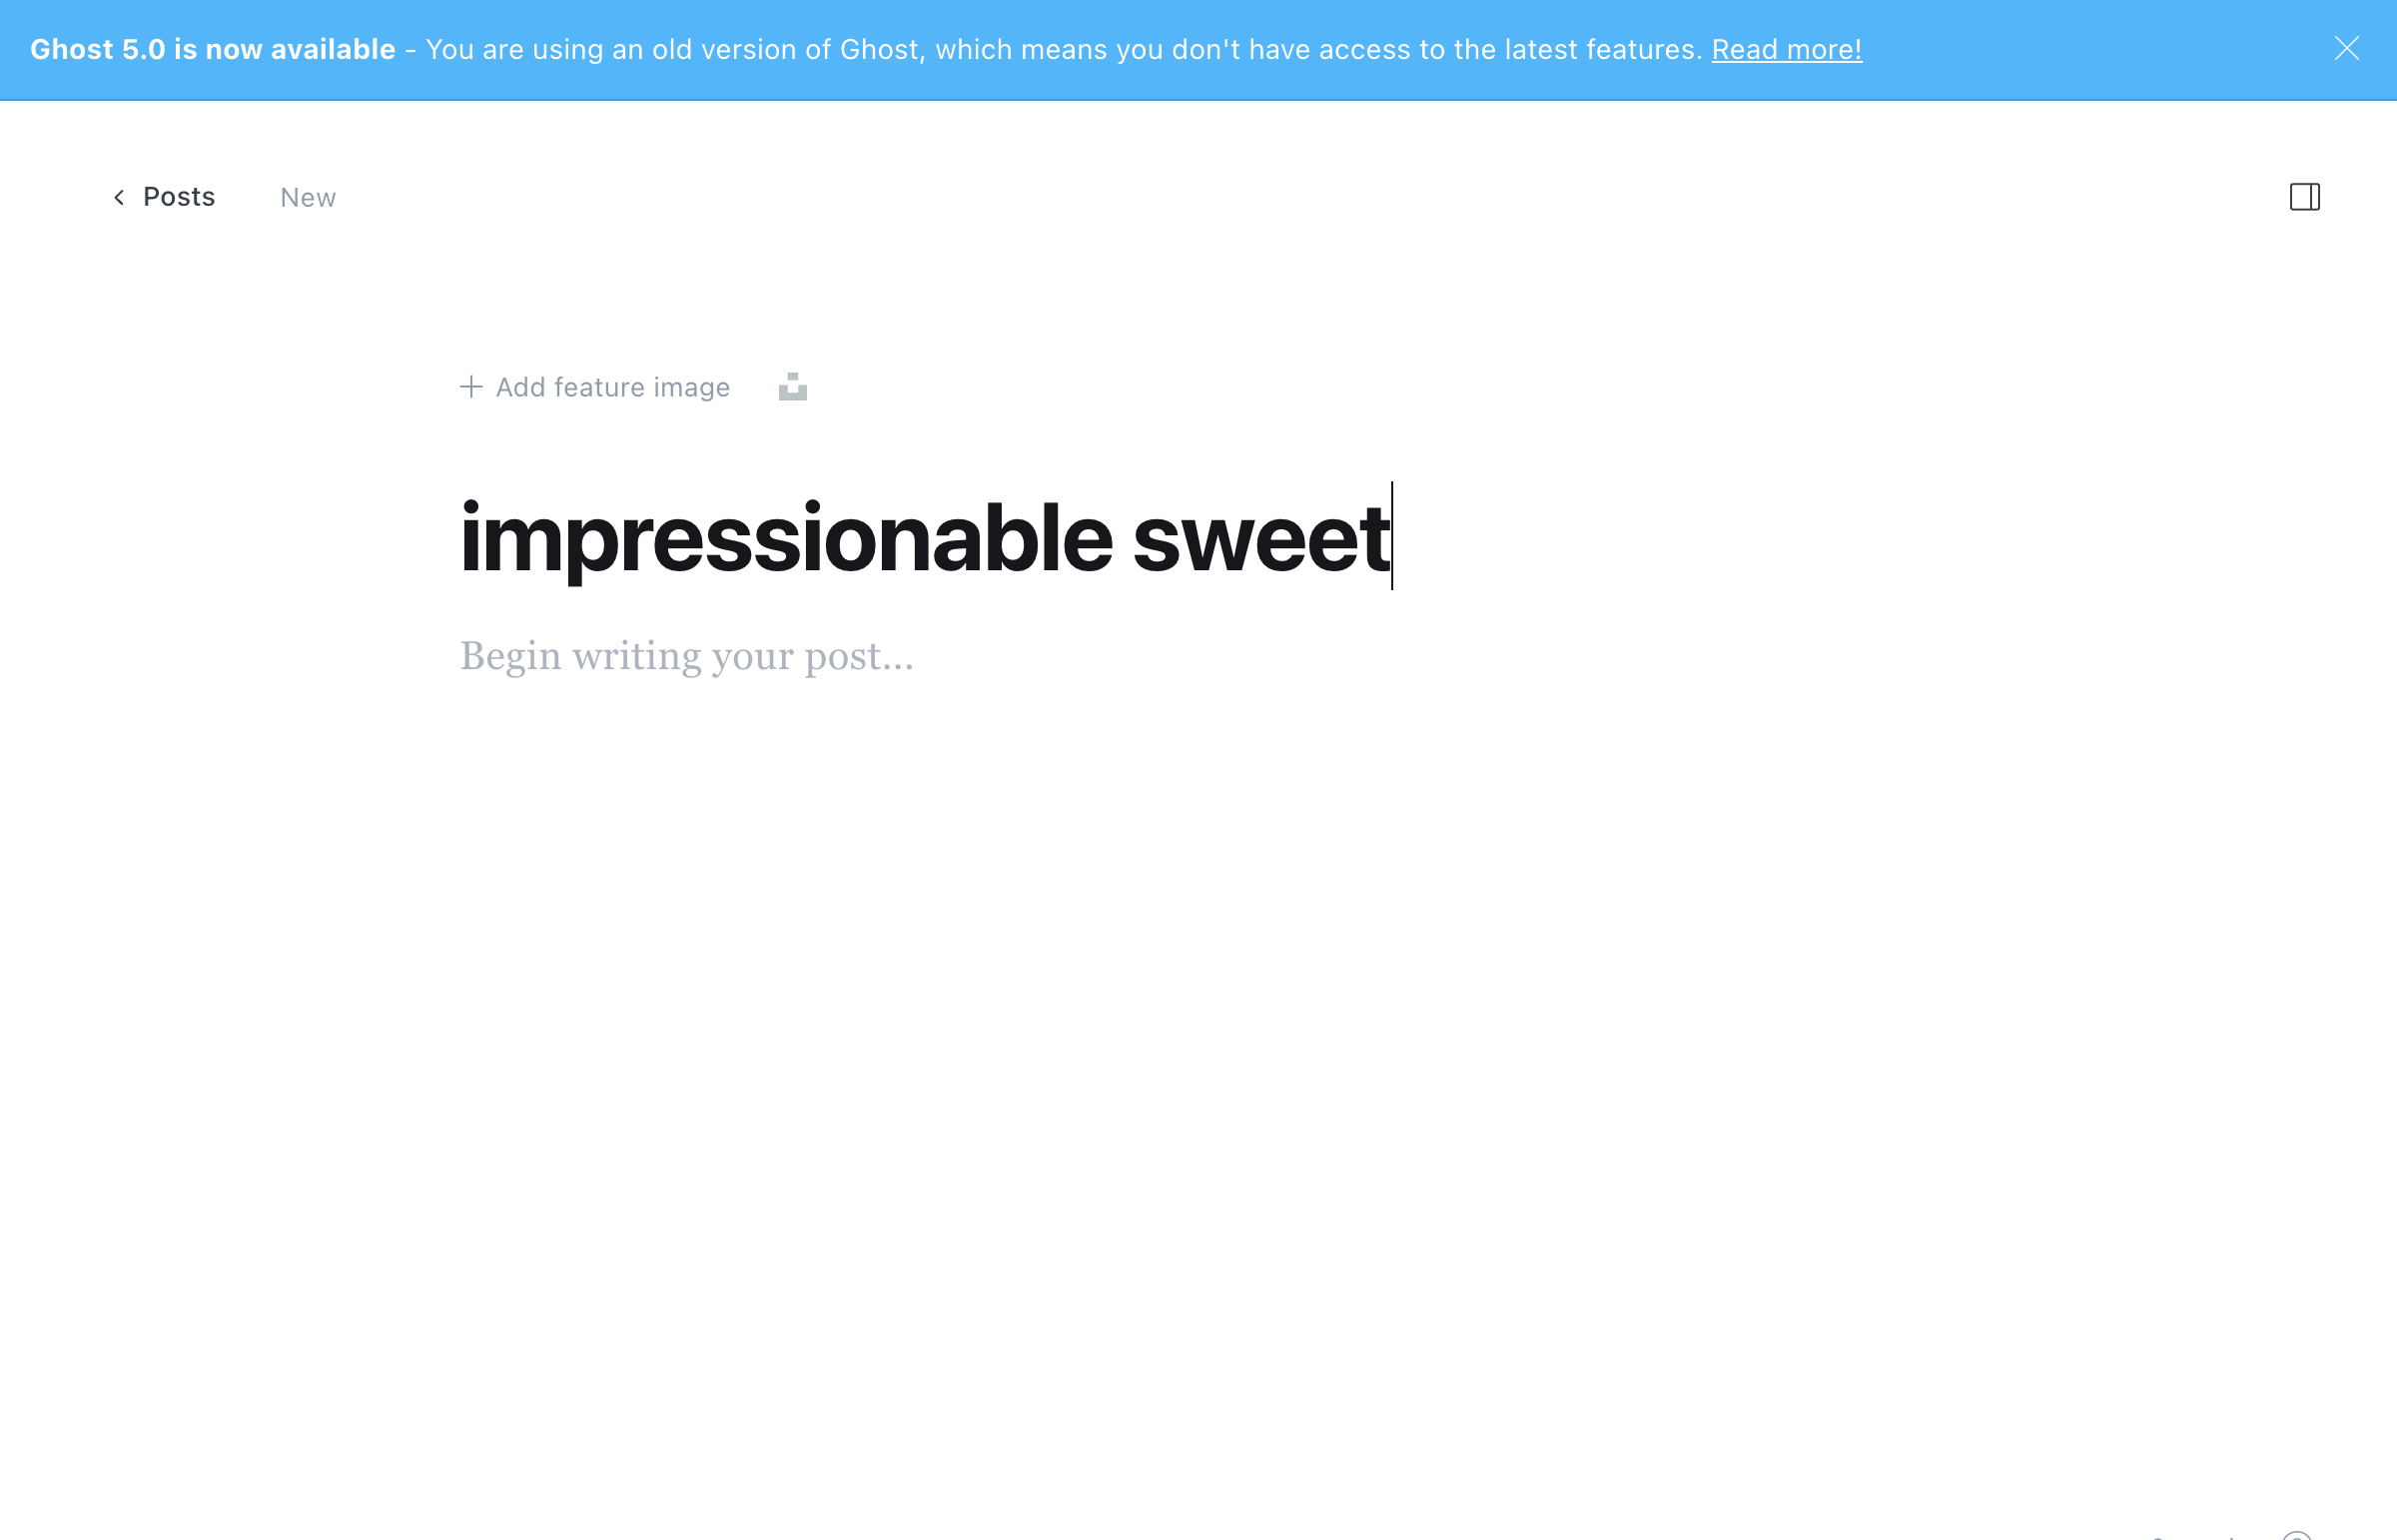 Ghost 5.0 is now available - You are using an old version of Ghost, which means you don't have access to the latest features. Read more!
Posts New
Add feature image
impressionable sweet
Begin writing your post...